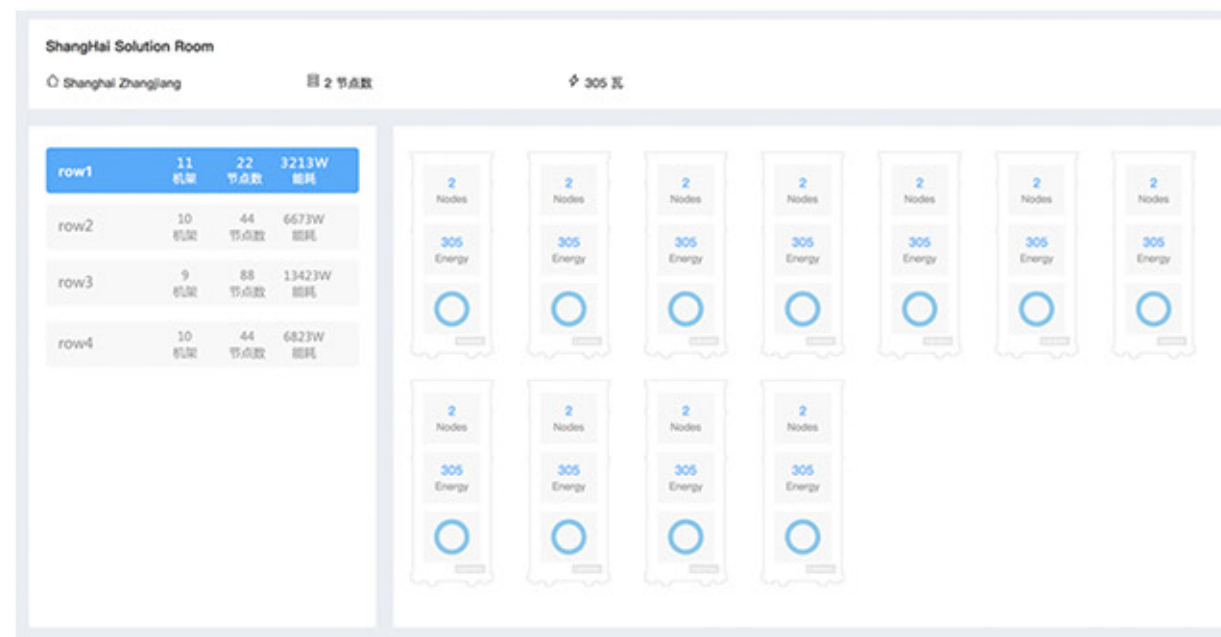 ShangHai Solution Room
Shanghai Zhangjiang 2 节点数 305 瓦
row1 11 22 3213W
机架 节点数 能耗
row2 10 44 6673W
机架 节点数 能耗
row3 9 88 13423W
机架 节点数 能耗
row4 10 44 6823W
机架 节点数 能耗
2 2 2 2 2 2 2
Nodes Nodes Nodes Nodes Nodes Nodes Nodes
305 305 305 305 305 305 305
Energy Energy Energy Energy Energy Energy Energy
2 2 2 2
Nodes Nodes Nodes Nodes
305 305 305 305
Energy Energy Energy Energy